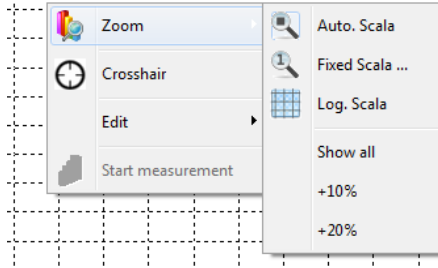 Zoom
Crosshair
Edit
Start measurement
Auto. Scala
Fixed Scala ...
Log. Scala
Show all
+10%
+20%